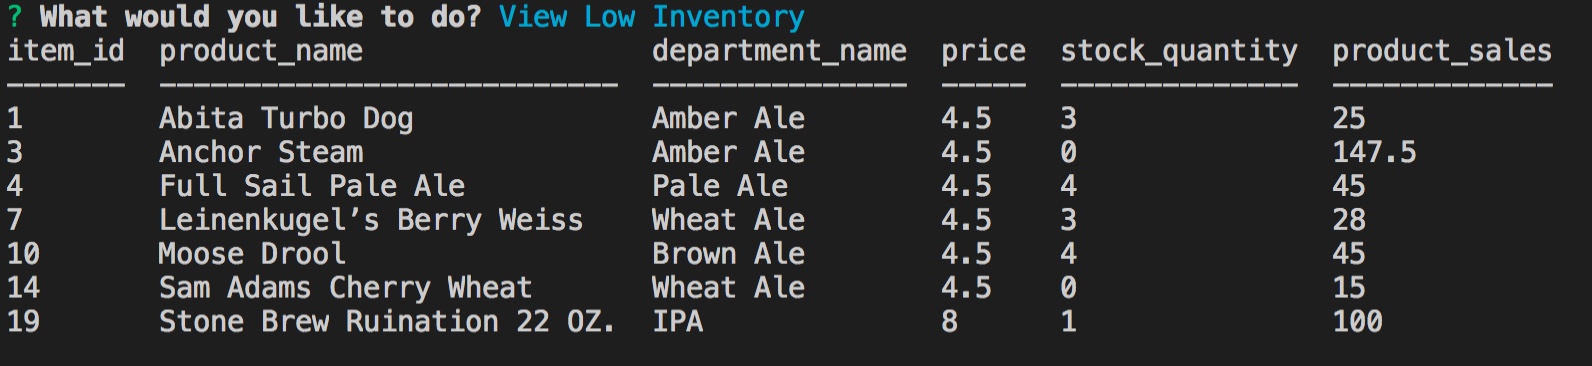 ? What would you like to do? View Low Inventory
item_id  product_name                 department_name  price  stock_quantity  product_sales
-------  ---------------------------  ---------------  -----  --------------  -------------
1        Abita Turbo Dog              Amber Ale        4.5    3               25
3        Anchor Steam                 Amber Ale        4.5    0               147.5
4        Full Sail Pale Ale           Pale Ale         4.5    4               45
7        Leinenkugel’s Berry Weiss    Wheat Ale        4.5    3               28
10       Moose Drool                  Brown Ale        4.5    4               45
14       Sam Adams Cherry Wheat       Wheat Ale        4.5    0               15
19       Stone Brew Ruination 22 OZ.  IPA              8      1               100